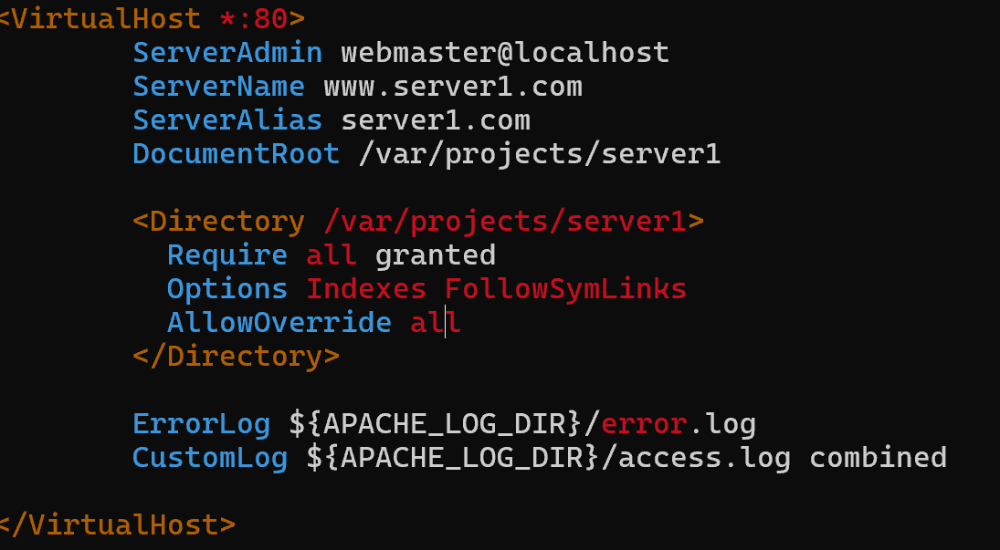 <VirtualHost *:80>
ServerAdmin webmaster@localhost
ServerName www.server1.com
ServerAlias server1.com
DocumentRoot /var/projects/server1
<Directory /var/projects/server1>
Require all granted
Options Indexes FollowSymLinks
AllowOverride all
</Directory>
ErrorLog ${APACHE_LOG_DIR}/error.log
CustomLog ${APACHE_LOG_DIR}/access.log combined
</VirtualHost>